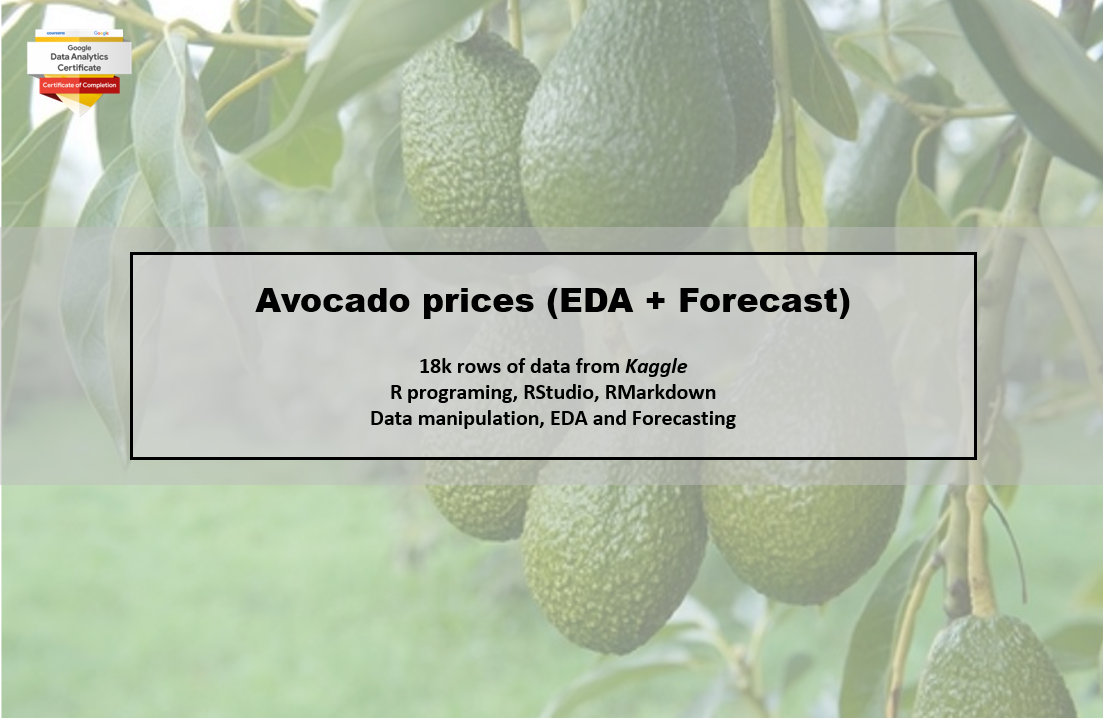 Google
Data Analytics
Certificate
Certificate of Completion
Avocado prices (EDA + Forecast)
18k rows of data from Kaggle
R programing, RStudio, RMarkdown
Data manipulation, EDA and Forecasting